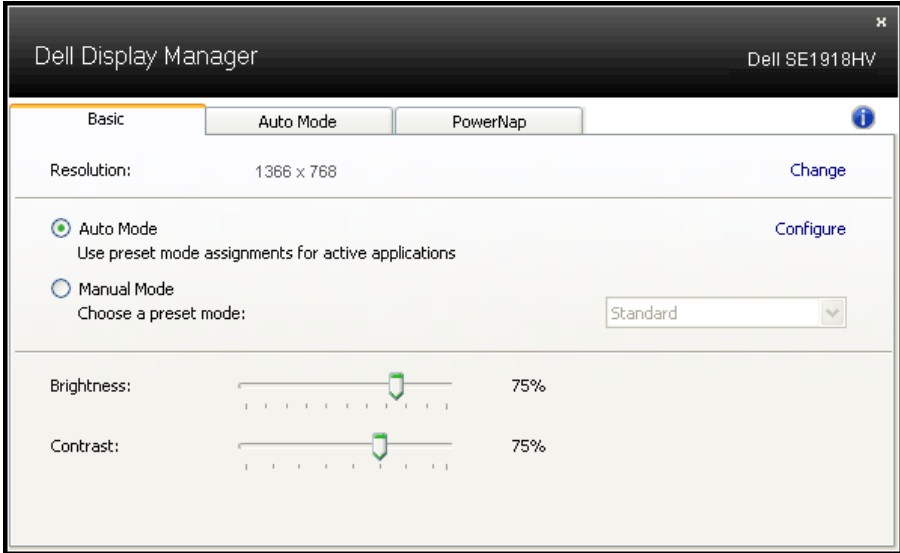 x
Dell Display Manager
Dell SE1918HV
Basic
Auto Mode
PowerNap
i
Resolution:
1366 x 768
Change
Auto Mode
Configure
Use preset mode assignments for active applications
Manual Mode
Choose a preset mode:
Standard
Brightness:
75%
Contrast:
75%